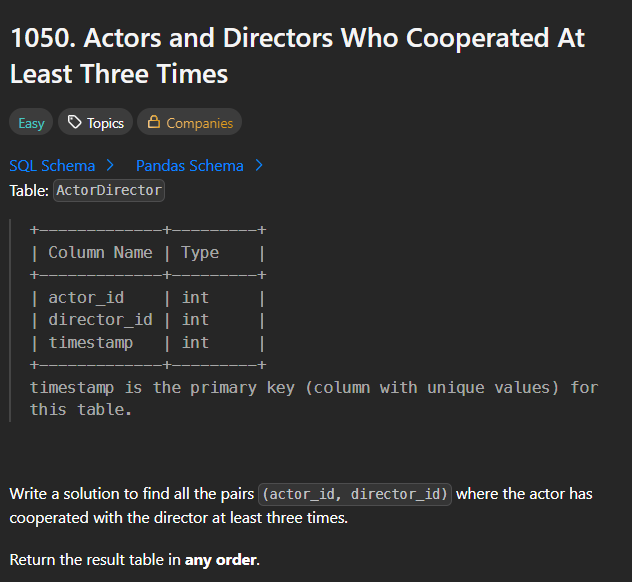 1050. Actors and Directors Who Cooperated At
Least Three Times
Easy Topics Companies
SQL Schema > Pandas Schema >
Table: ActorDirector
+-------------+---------+
| Column Name | Type    |
+-------------+---------+
| actor_id    | int     |
| director_id | int     |
| timestamp   | int     |
+-------------+---------+
timestamp is the primary key (column with unique values) for
this table.
Write a solution to find all the pairs (actor_id, director_id) where the actor has
cooperated with the director at least three times.
Return the result table in any order.